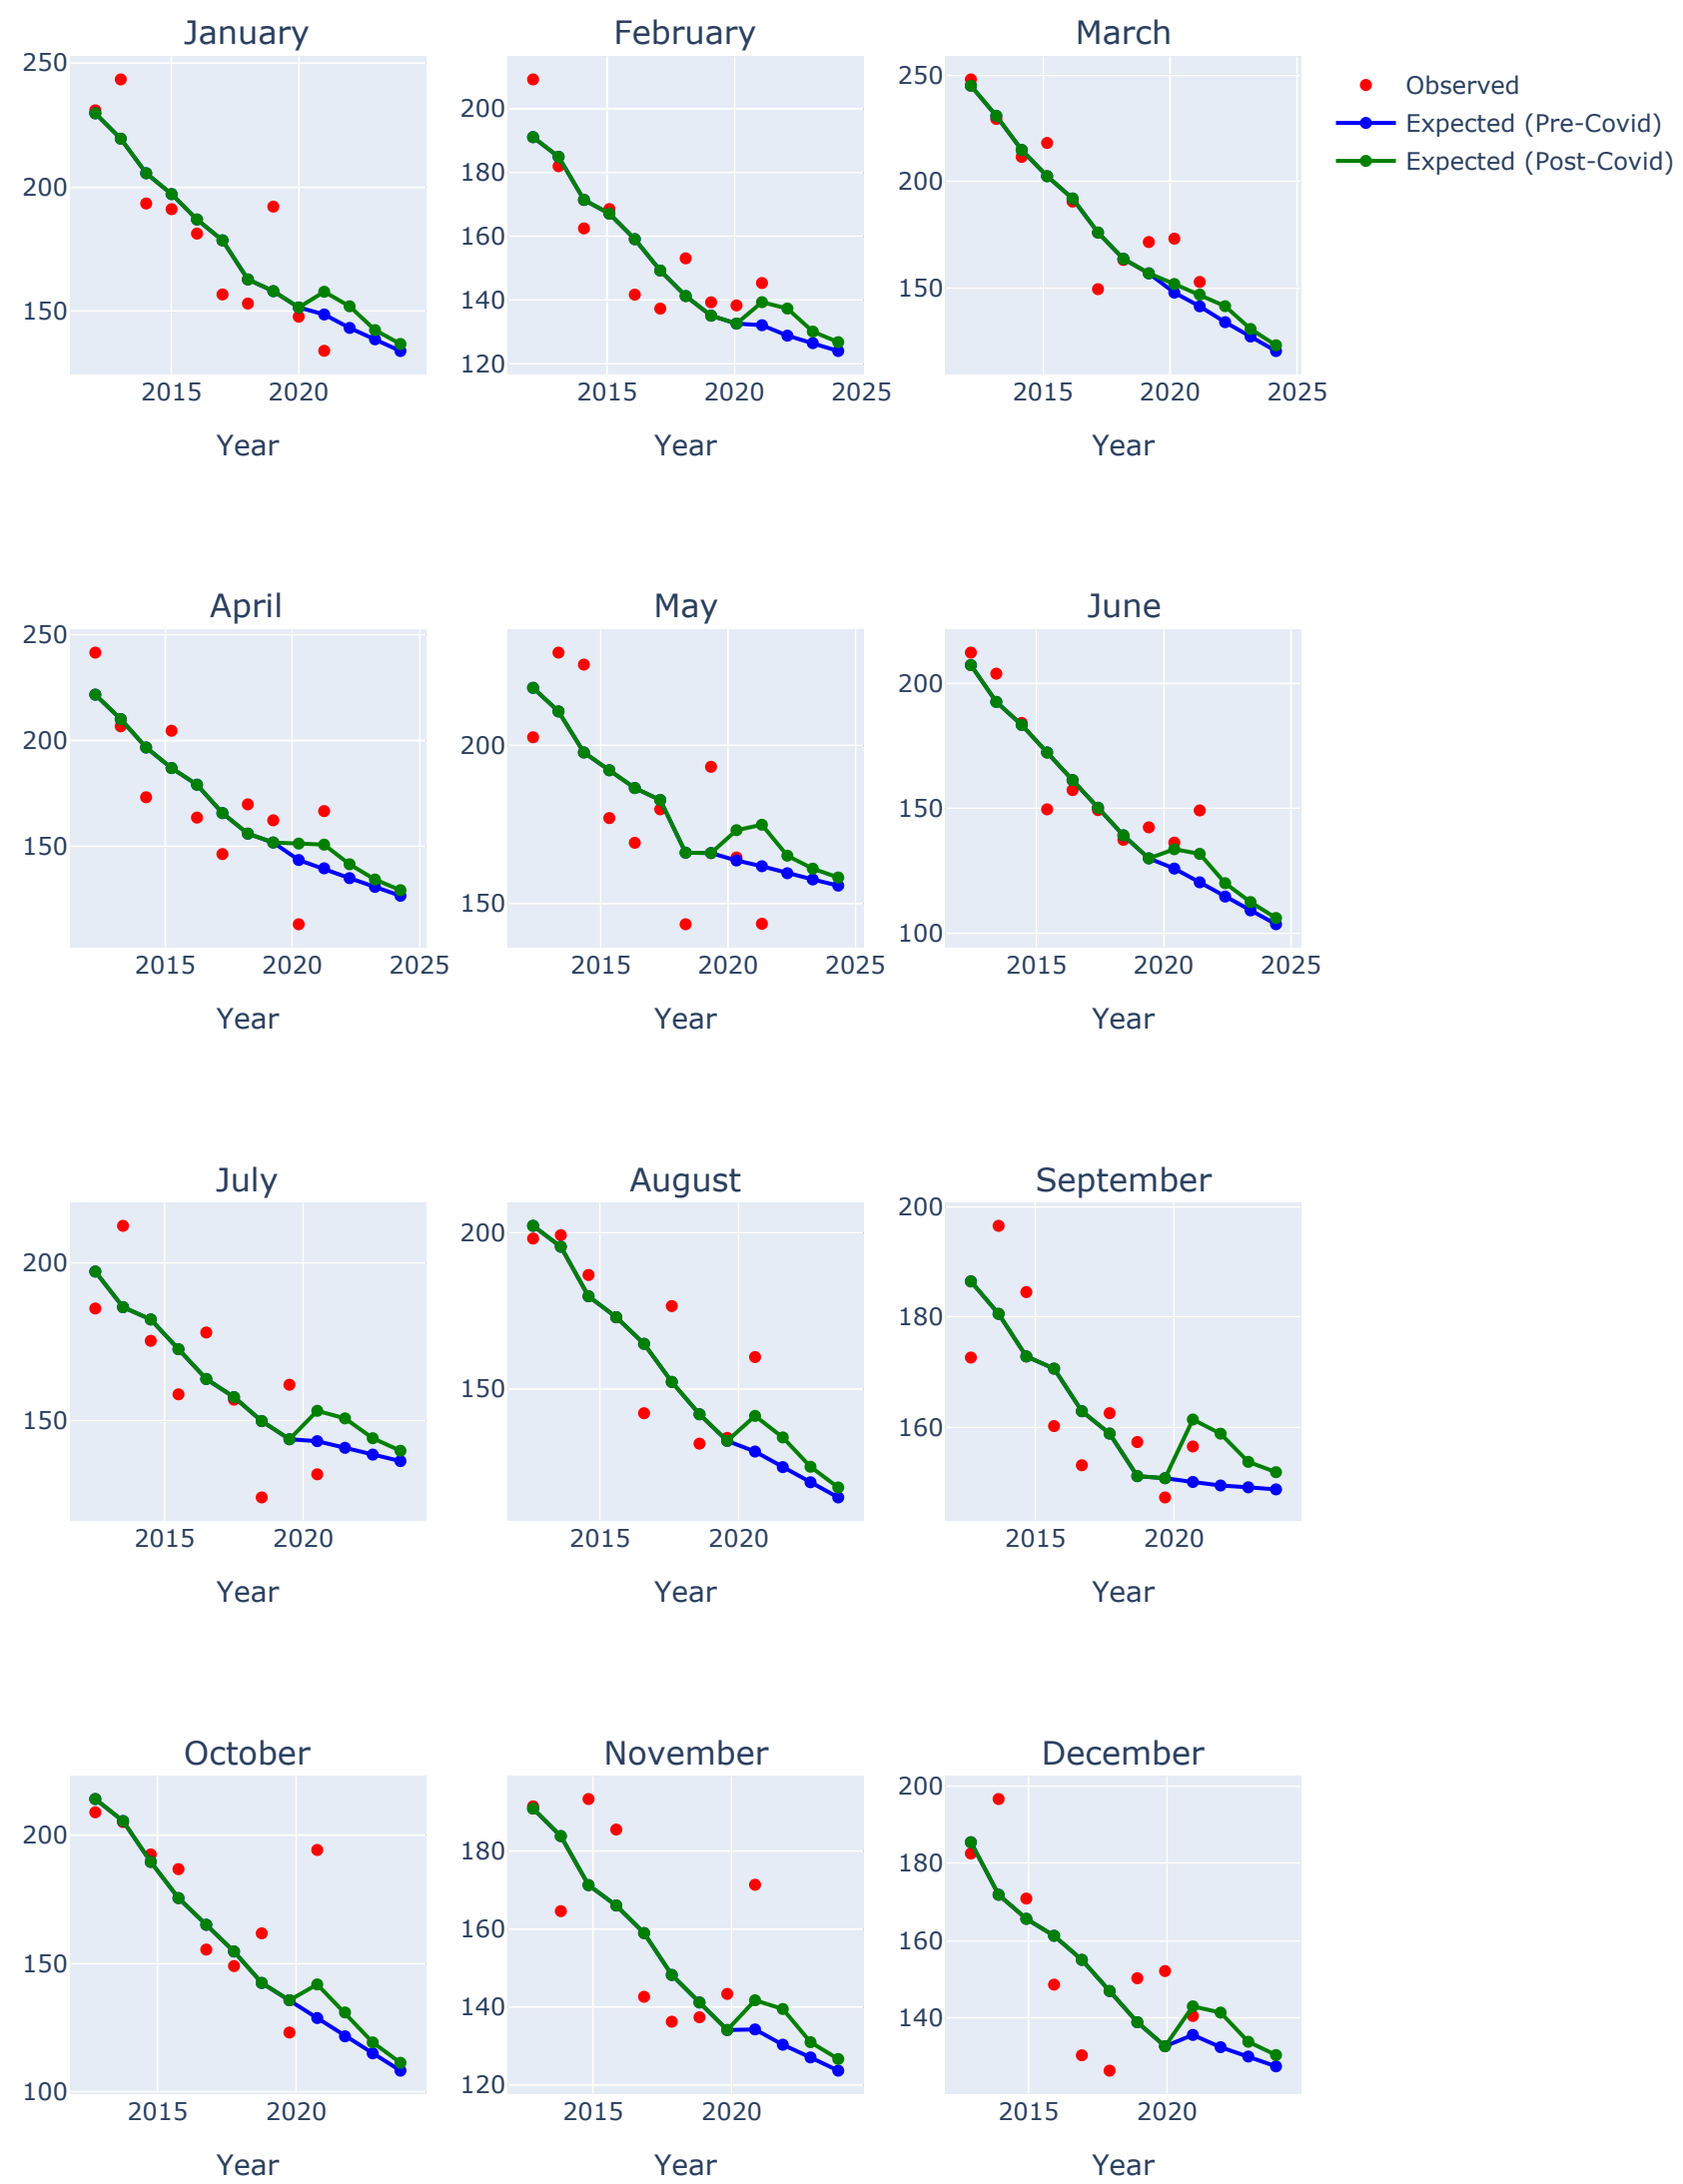 January
February
March
Observed
Expected (Pre-Covid)
Expected (Post-Covid)
250
200
150
2015
2020
Year
200
180
160
140
120
2015
2020
2025
Year
250
200
150
2015
2020
2025
Year
April
May
June
250
200
150
2015
2020
2025
Year
200
150
2015
2020
2025
Year
200
150
100
2015
2020
2025
Year
July
August
September
200
150
2015
2020
Year
200
150
2015
2020
Year
200
180
160
2015
2020
Year
October
November
December
200
150
100
2015
2020
Year
180
160
140
120
2015
2020
Year
200
180
160
140
2015
2020
Year